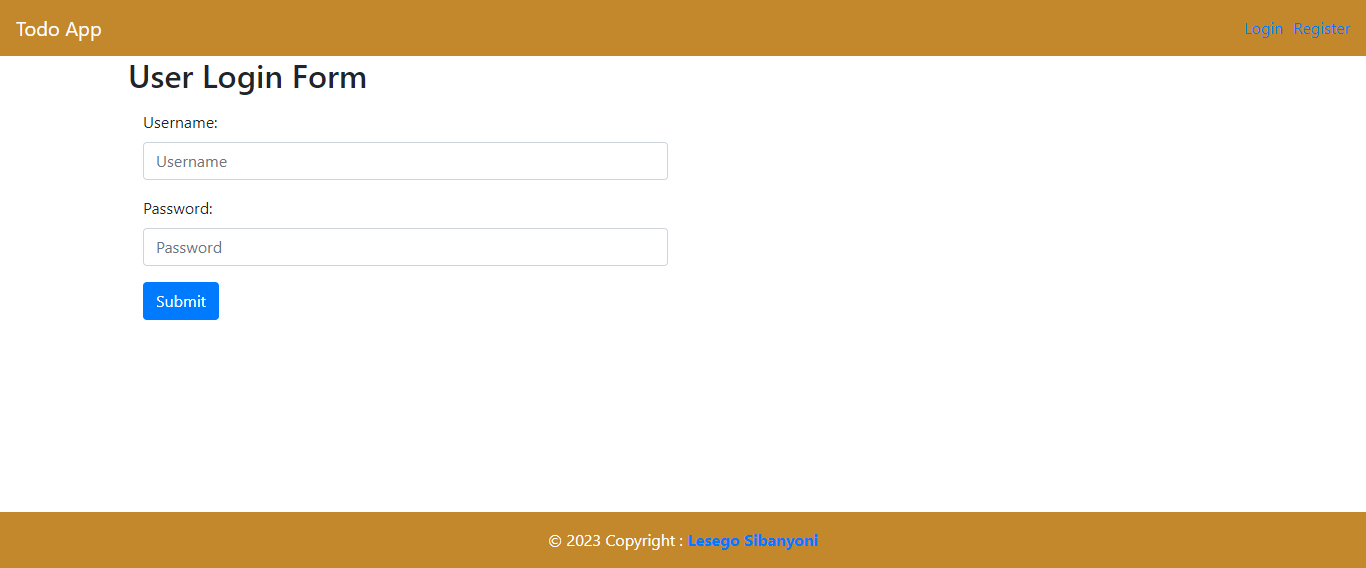 Todo App
Login Register
User Login Form
Username:
Username
Password:
Password
Submit
© 2023 Copyright : Lesego Sibanyoni